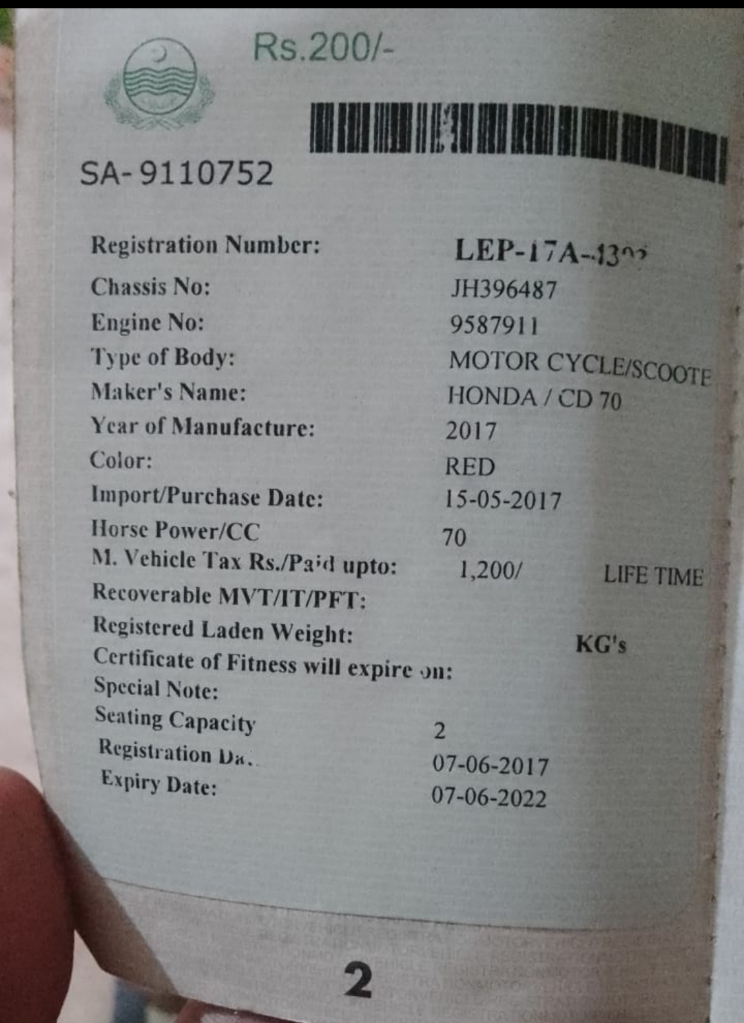 Rs.200/-
SA-9110752
Registration Number: LEP-17A-
Chassis No: JH396487
Engine No: 9587911
Type of Body: MOTOR CYCLE/SCOOTE
Maker's Name: HONDA / CD 70
Year of Manufacture: 2017
Color: RED
Import/Purchase Date: 15-05-2017
Horse Power/CC 70
M. Vehicle Tax Rs./Paid upto: 1,200/ LIFE TIME
Recoverable MVT/IT/PFT:
Registered Laden Weight: KG's
Certificate of Fitness will expire on:
Special Note:
Seating Capacity 2
Registration Da 07-06-2017
Expiry Date: 07-06-2022
2